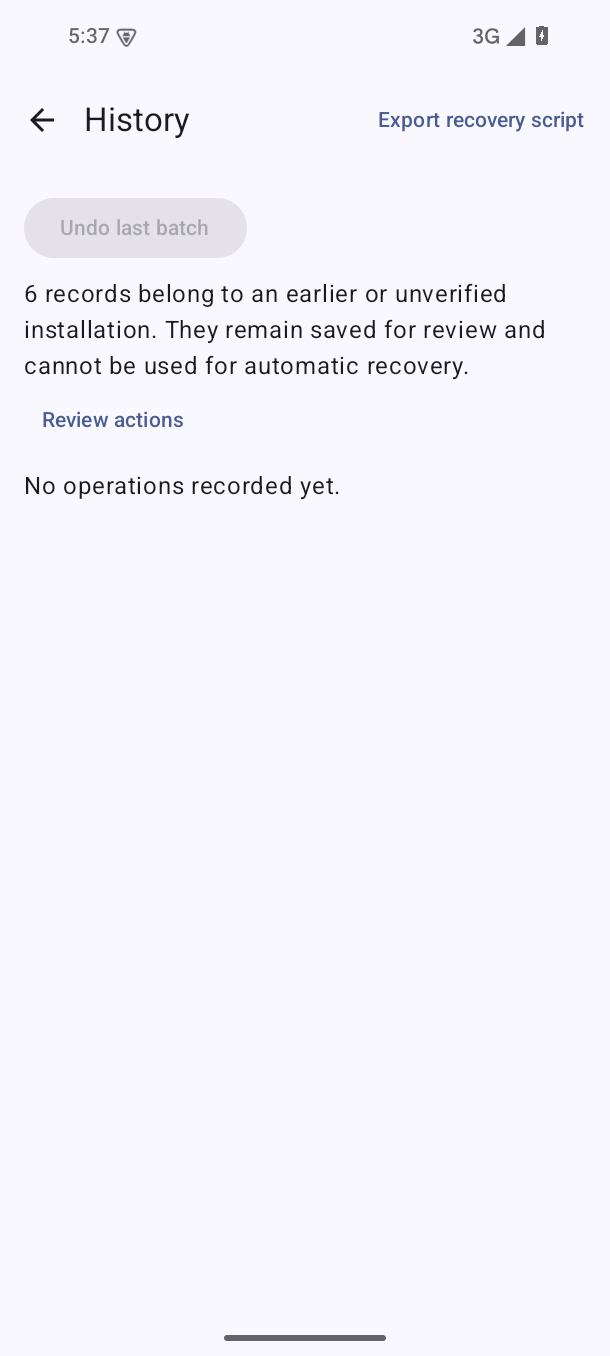 5:37
3G
History
Export recovery script
Undo last batch
6 records belong to an earlier or unverified
installation. They remain saved for review and
cannot be used for automatic recovery.
Review actions
No operations recorded yet.